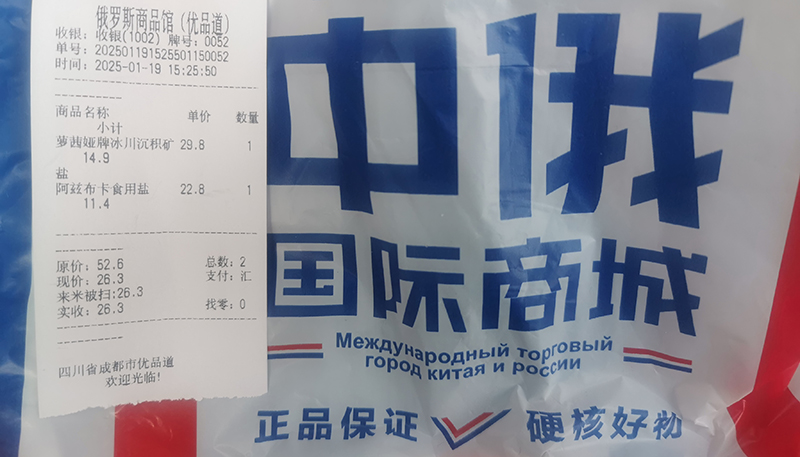 俄罗斯商品馆（优品道）
收银：收银(1002) 牌号：0052
单号：202501191525501150052
时间：2025-01-19 15:25:50
商品名称 单价 数量
小计
萝茜娅牌冰川沉积矿 29.8 1
14.9
盐
阿兹布卡食用盐 22.8 1
11.4
原价：52.6 总数：2
现价：26.3 支付：汇
来米被扫:26.3
实收：26.3 找零：0
四川省成都市优品道
欢迎光临!
中俄
国际商城
Международный торговый
город китая и россии
正品保证 硬核好物